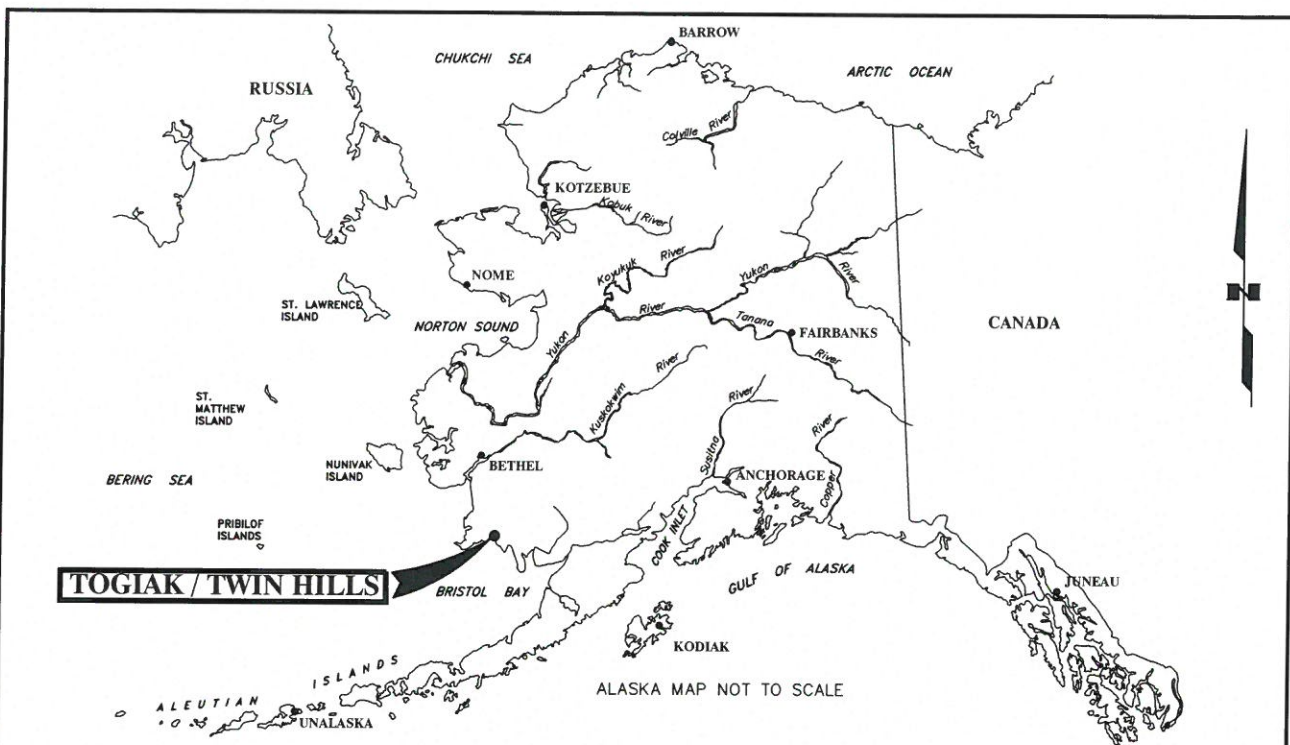 BARROW
CHUKCHI SEA
ARCTIC OCEAN
RUSSIA
Colville River
KOTZEBUE
Kobuk River
Koyukuk River
NOME
Yukon River
ST. LAWRENCE
ISLAND
NORTON SOUND
Yukon River
Tanana River
FAIRBANKS
CANADA
N
ST.
MATTHEW
ISLAND
Kuskokwim River
Susitna River
Copper River
BETHEL
NUNIVAK
ISLAND
ANCHORAGE
BERING SEA
PRIBILOF
ISLANDS
COOK INLET
TOGIAK / TWIN HILLS
BRISTOL BAY
GULF OF ALASKA
JUNEAU
KODIAK
ALEUTIAN ISLANDS
UNALASKA
ALASKA MAP NOT TO SCALE